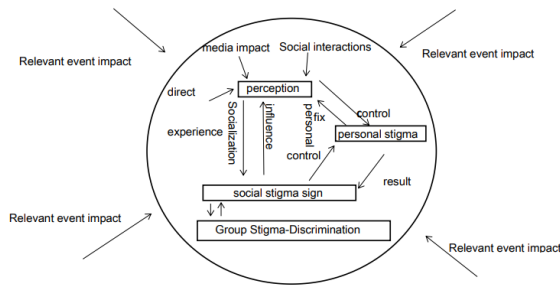 media impact
Social interactions
Relevant event impact
Relevant event impact
direct
perception
control
experience
Socialization
influence
personal
fix
personal stigma
control
result
social stigma sign
Relevant event impact
Group Stigma-Discrimination
Relevant event impact